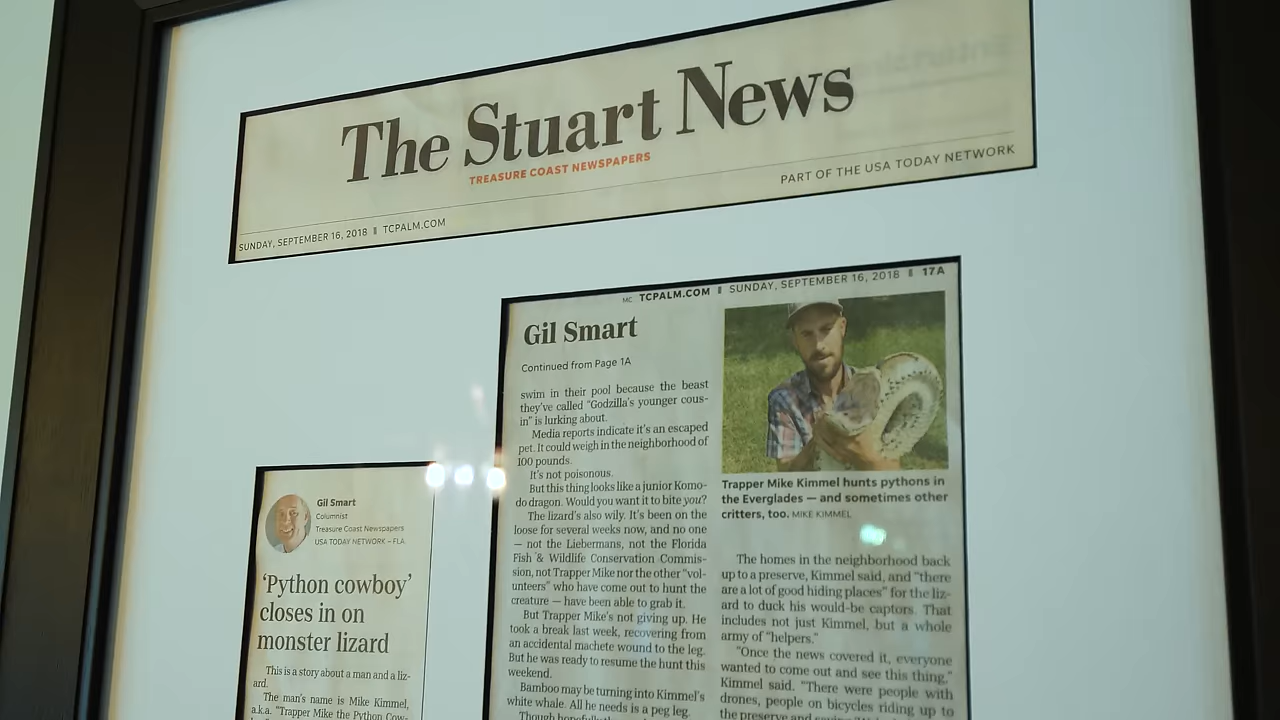 The Stuart News
TREASURE COAST NEWSPAPERS
SUNDAY, SEPTEMBER 16, 2018 || TCPALM.COM
PART OF THE USA TODAY NETWORK
Gil Smart
Columnist
Treasure Coast Newspapers
USA TODAY NETWORK – FLA.
‘Python cowboy’
closes in on
monster lizard
This is a story about a man and a liz-
ard.
The man's name is Mike Kimmel,
a.k.a. "Trapper Mike the Python Cow-
MC TCPALM.COM || SUNDAY, SEPTEMBER 16, 2018 || 17A
Gil Smart
Continued from Page 1A
swim in their pool because the beast
they've called "Godzilla's younger cous-
in" is lurking about.
Media reports indicate it's an escaped
pet. It could weigh in the neighborhood of
100 pounds.
It's not poisonous.
But this thing looks like a junior Komo-
do dragon. Would you want it to bite you?
The lizard's also wily. It's been on the
loose for several weeks now, and no one
— not the Liebermans, not the Florida
Fish & Wildlife Conservation Commis-
sion, not Trapper Mike nor the other "vol-
unteers" who have come out to hunt the
creature — have been able to grab it.
But Trapper Mike's not giving up. He
took a break last week, recovering from
an accidental machete wound to the leg.
But he was ready to resume the hunt this
weekend.
Bamboo may be turning into Kimmel's
white whale. All he needs is a peg leg.
Though hopefully
Trapper Mike Kimmel hunts pythons in
the Everglades — and sometimes other
critters, too. MIKE KIMMEL
The homes in the neighborhood back
up to a preserve, Kimmel said, and "there
are a lot of good hiding places" for the liz-
ard to duck his would-be captors. That
includes not just Kimmel, but a whole
army of "helpers."
"Once the news covered it, everyone
wanted to come out and see this thing,"
Kimmel said. "There were people with
drones, people on bicycles riding up to
the preserve and